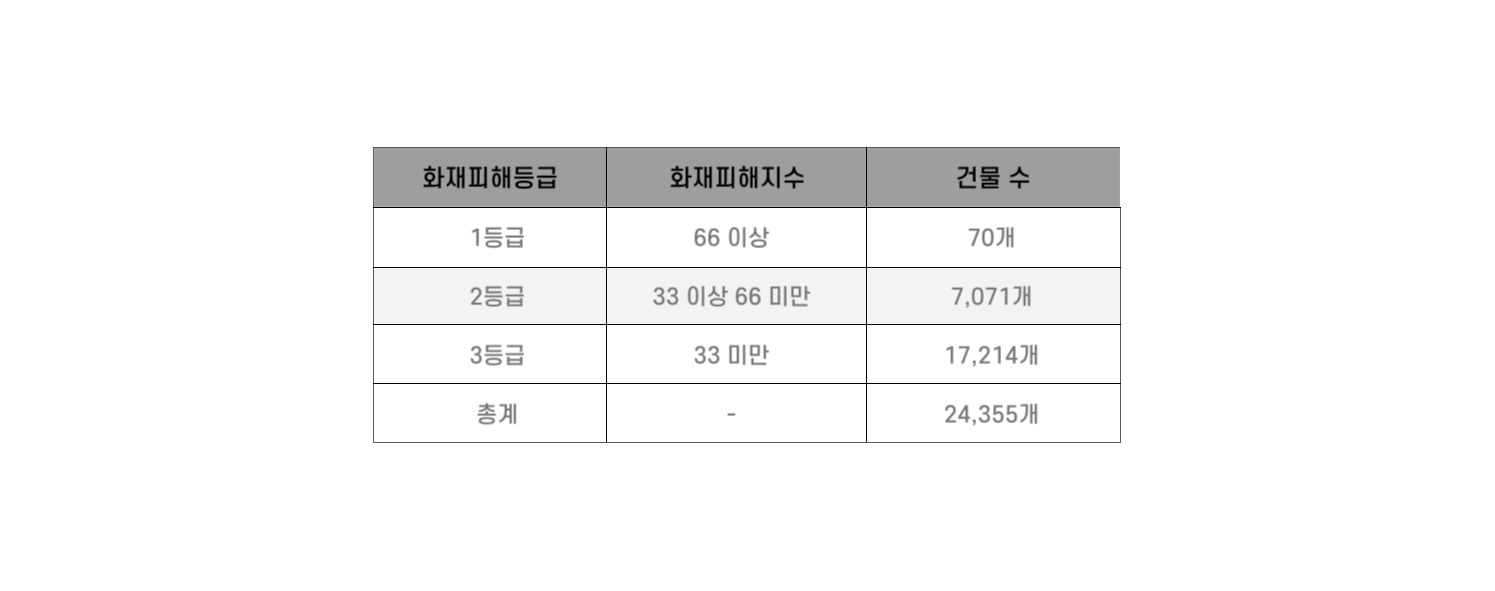 화재피해등급 화재피해지수 건물 수
1등급 66 이상 70개
2등급 33 이상 66 미만 7,071개
3등급 33 미만 17,214개
총계 - 24,355개